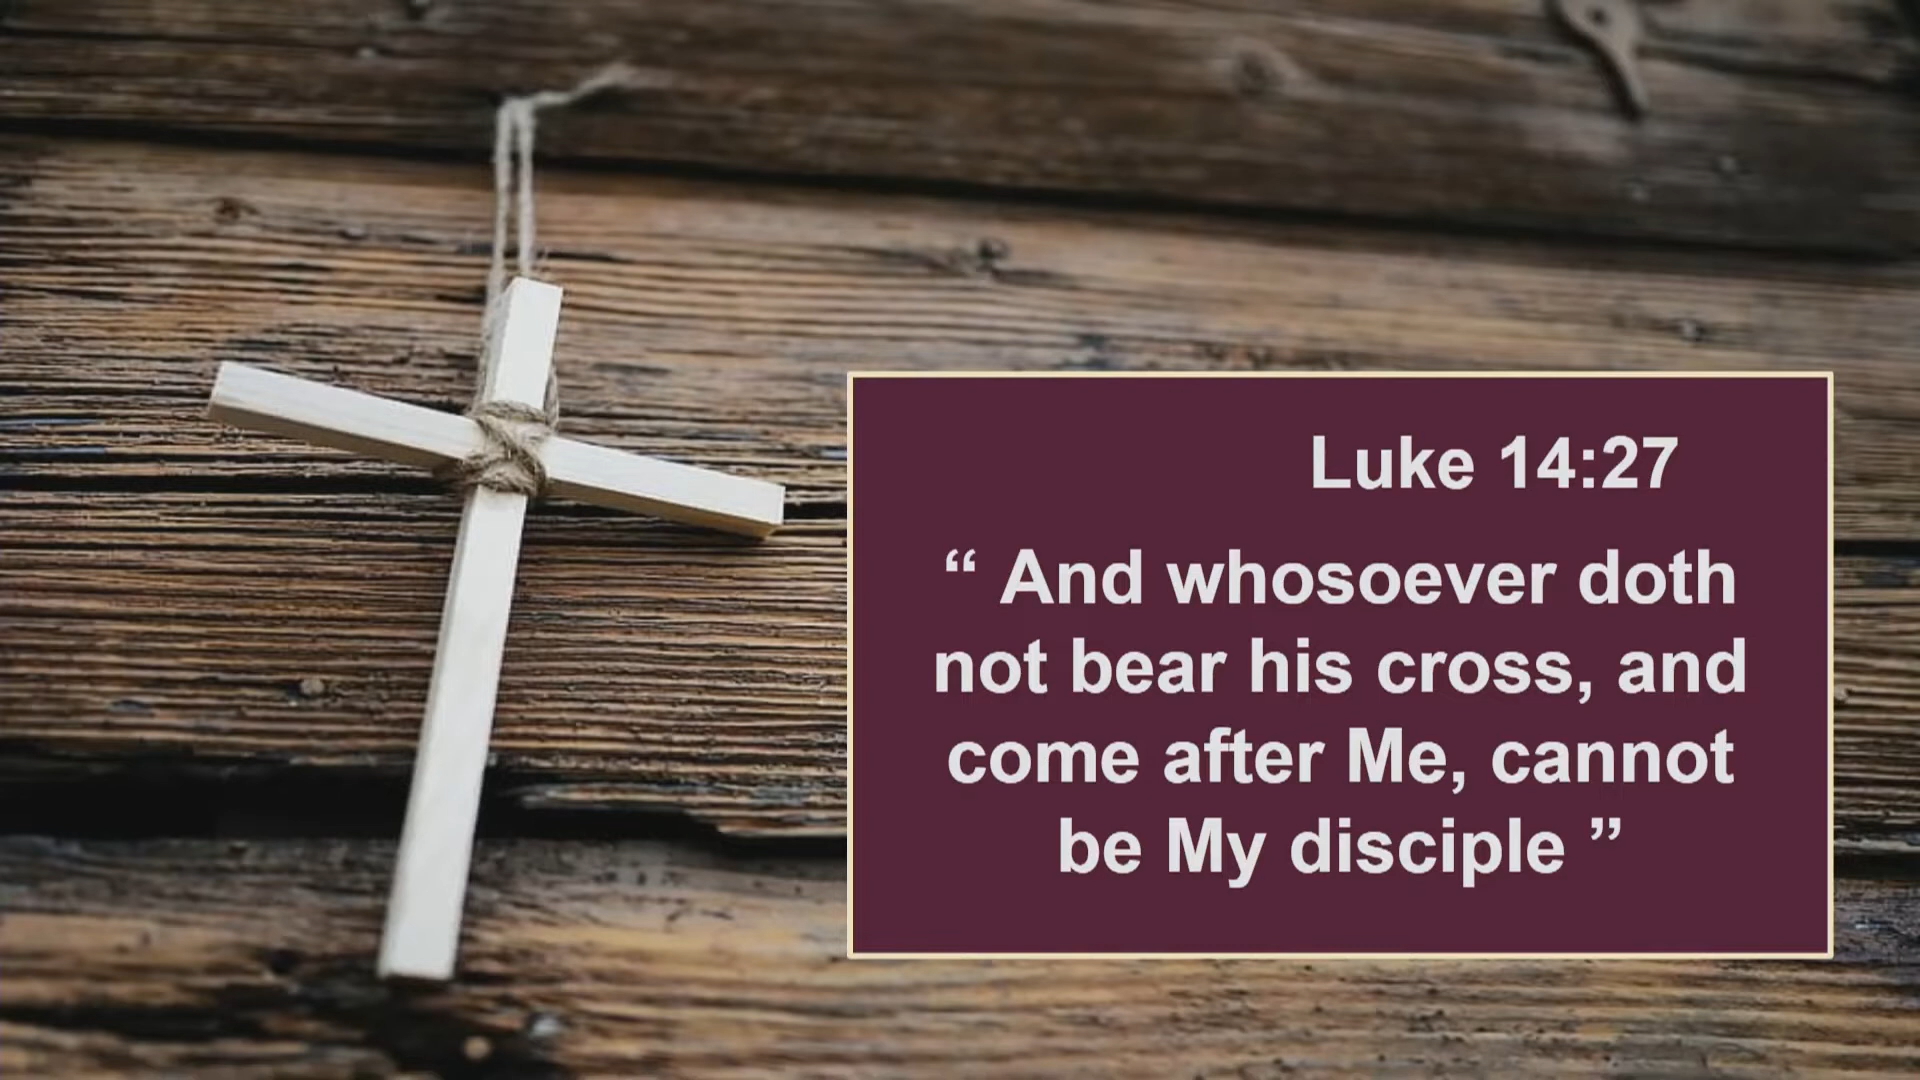 Luke 14:27
“ And whosoever doth
not bear his cross, and
come after Me, cannot
be My disciple ”